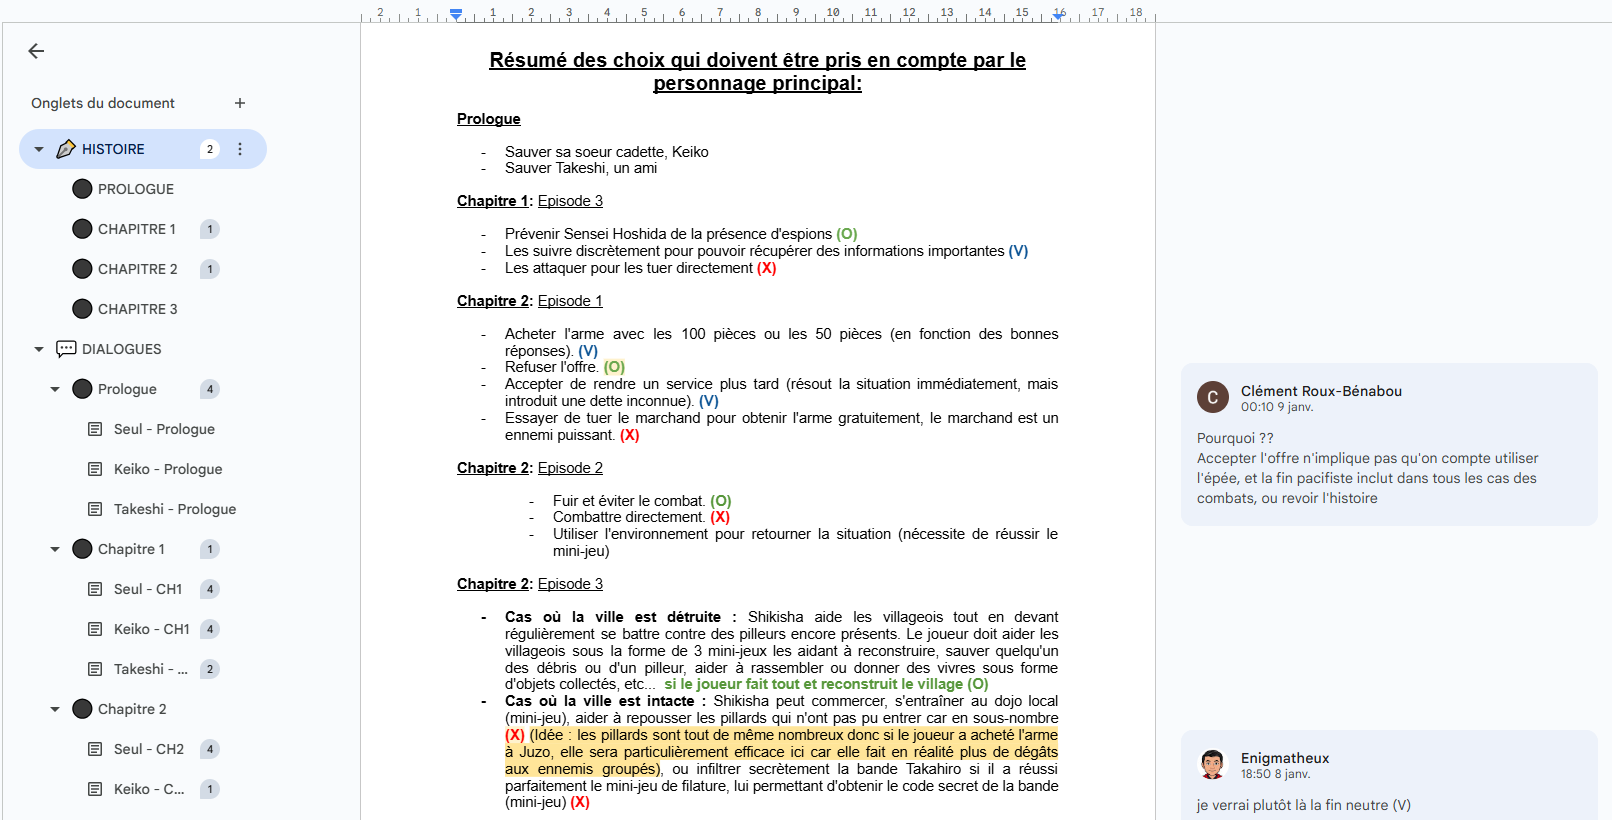 2 1 1 2 3 4 5 6 7 8 9 10 11 12 13 14 15 16 17 18
Onglets du document
HISTOIRE 2
PROLOGUE
CHAPITRE 1 1
CHAPITRE 2 1
CHAPITRE 3
DIALOGUES
Prologue 4
Seul - Prologue
Keiko - Prologue
Takeshi - Prologue
Chapitre 1 1
Seul - CH1 4
Keiko - CH1 4
Takeshi - ... 2
Chapitre 2
Seul - CH2 4
Keiko - C... 1
Résumé des choix qui doivent être pris en compte par le
personnage principal:
Prologue
- Sauver sa soeur cadette, Keiko
- Sauver Takeshi, un ami
Chapitre 1: Episode 3
- Prévenir Sensei Hoshida de la présence d'espions (O)
- Les suivre discrètement pour pouvoir récupérer des informations importantes (V)
- Les attaquer pour les tuer directement (X)
Chapitre 2: Episode 1
- Acheter l'arme avec les 100 pièces ou les 50 pièces (en fonction des bonnes
réponses). (V)
- Refuser l'offre. (O)
- Accepter de rendre un service plus tard (résout la situation immédiatement, mais
introduit une dette inconnue). (V)
- Essayer de tuer le marchand pour obtenir l'arme gratuitement, le marchand est un
ennemi puissant. (X)
Chapitre 2: Episode 2
- Fuir et éviter le combat. (O)
- Combattre directement. (X)
- Utiliser l'environnement pour retourner la situation (nécessite de réussir le
mini-jeu)
Chapitre 2: Episode 3
- Cas où la ville est détruite : Shikisha aide les villageois tout en devant
régulièrement se battre contre des pilleurs encore présents. Le joueur doit aider les
villageois sous la forme de 3 mini-jeux les aidant à reconstruire, sauver quelqu'un
des débris ou d'un pilleur, aider à rassembler ou donner des vivres sous forme
d'objets collectés, etc... si le joueur fait tout et reconstruit le village (O)
- Cas où la ville est intacte : Shikisha peut commercer, s'entraîner au dojo local
(mini-jeu), aider à repousser les pillards qui n'ont pas pu entrer car en sous-nombre
(X) (Idée : les pillards sont tout de même nombreux donc si le joueur a acheté l'arme
à Juzo, elle sera particulièrement efficace ici car elle fait en réalité plus de dégâts
aux ennemis groupés), ou infiltrer secrètement la bande Takahiro si il a réussi
parfaitement le mini-jeu de filature, lui permettant d'obtenir le code secret de la bande
(mini-jeu) (X)
C
Clément Roux-Bénabou
00:10 9 janv.
Pourquoi ??
Accepter l'offre n'implique pas qu'on compte utiliser
l'épée, et la fin pacifiste inclut dans tous les cas des
combats, ou revoir l'histoire
Enigmatheux
18:50 8 janv.
je verrai plutôt là la fin neutre (V)